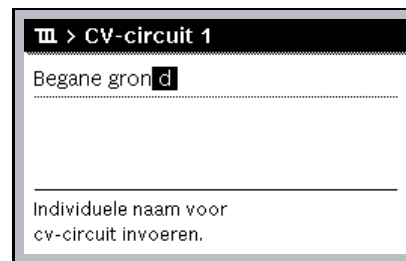 > CV-circuit 1
Begane grond
Individuele naam voor
cv-circuit invoeren.